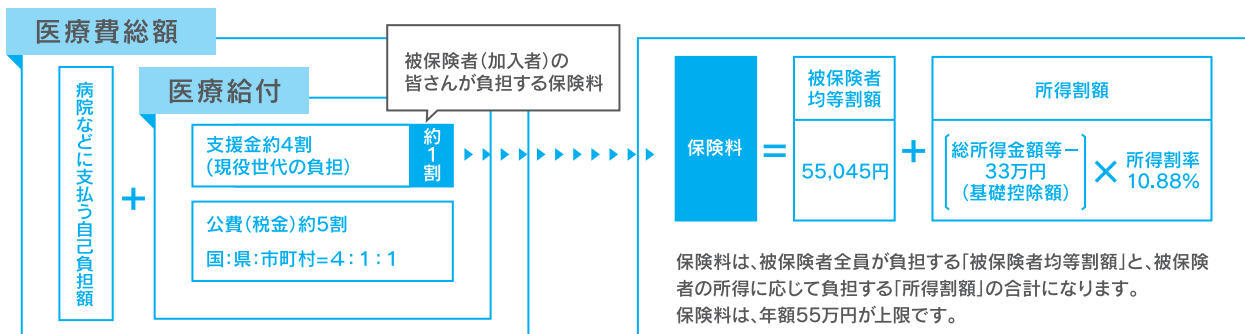 医療費総額
病院などに支払う自己負担額
+
医療給付
被保険者(加入者)の
皆さんが負担する保険料
支援金約4割
(現役世代の負担)
約1割
公費(税金)約5割
国:県:市町村=4:1:1
保険料
=
被保険者
均等割額
55,045円
+
所得割額
総所得金額等−
33万円
(基礎控除額)
×
所得割率
10.88%
保険料は、被保険者全員が負担する「被保険者均等割額」と、被保険
者の所得に応じて負担する「所得割額」の合計になります。
保険料は、年額55万円が上限です。